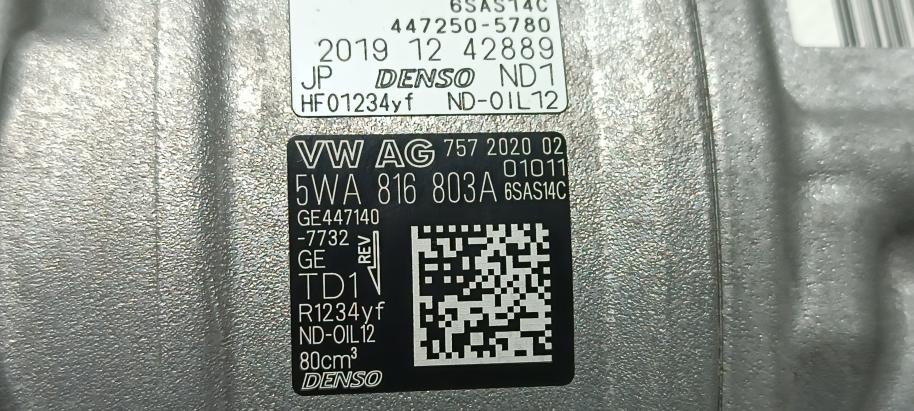 6SAS14C
447250-5780
2019 12 42889
JP DENSO ND1
HFO1234yf ND-OIL12
VW AG 757 2020 02
01011
5WA 816 803A 6SAS14C
GE447140
-7732
GE
REV
TD1
R1234yf
ND-OIL12
80cm³
DENSO